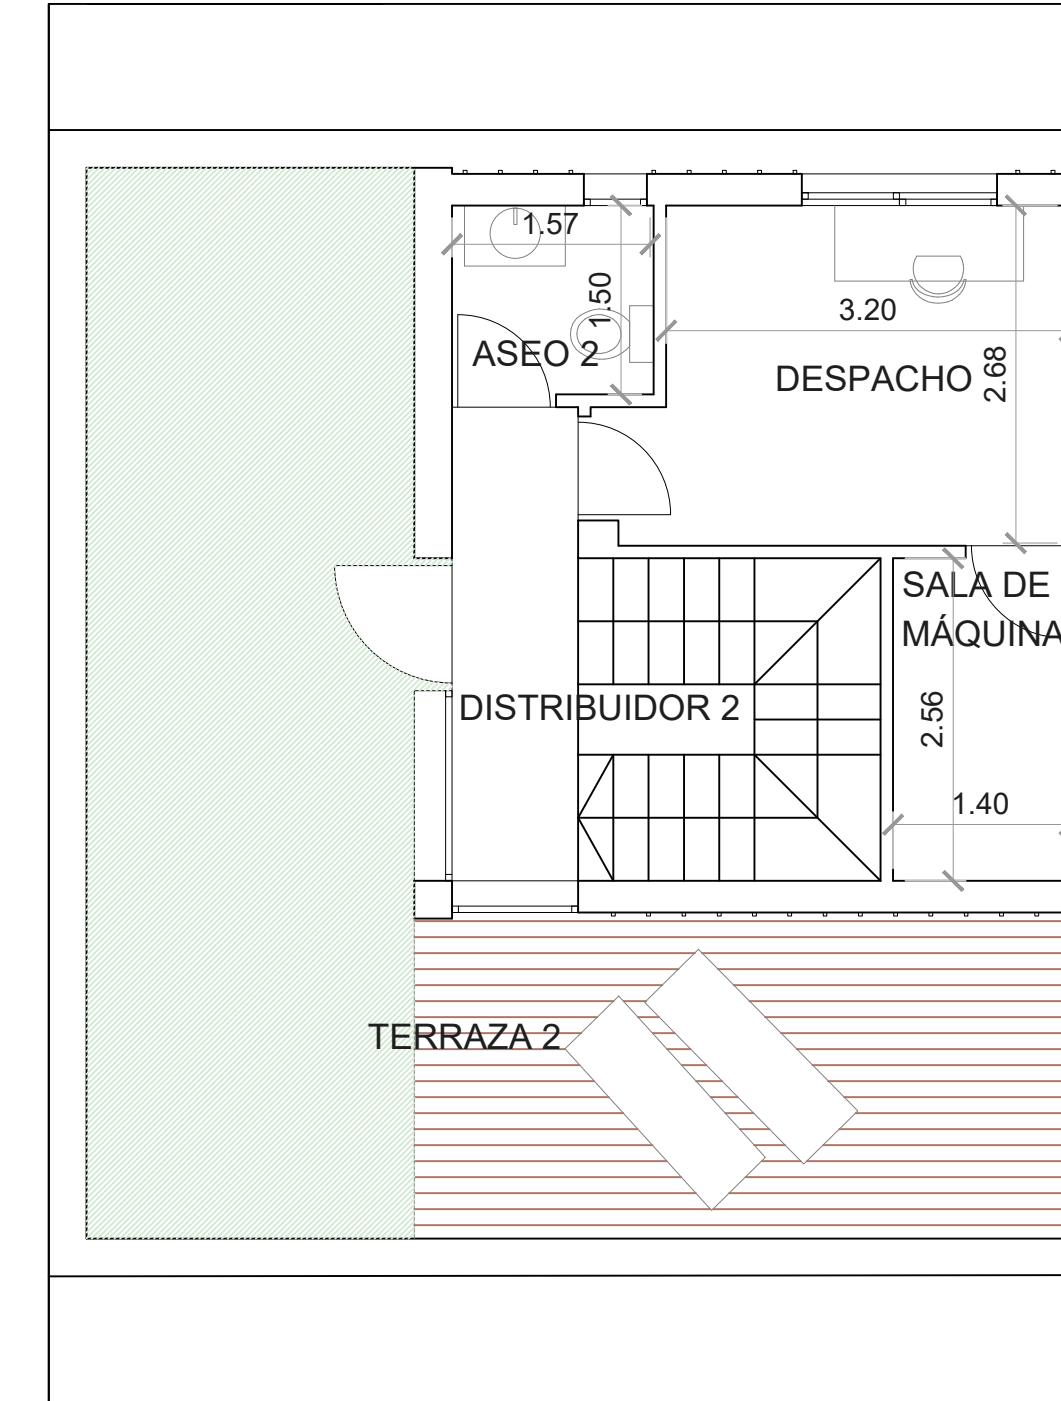 1.57
1.50
ASEO 2
3.20
DESPACHO
2.68
SALA DE
MÁQUINA
DISTRIBUIDOR 2
2.56
1.40
TERRAZA 2